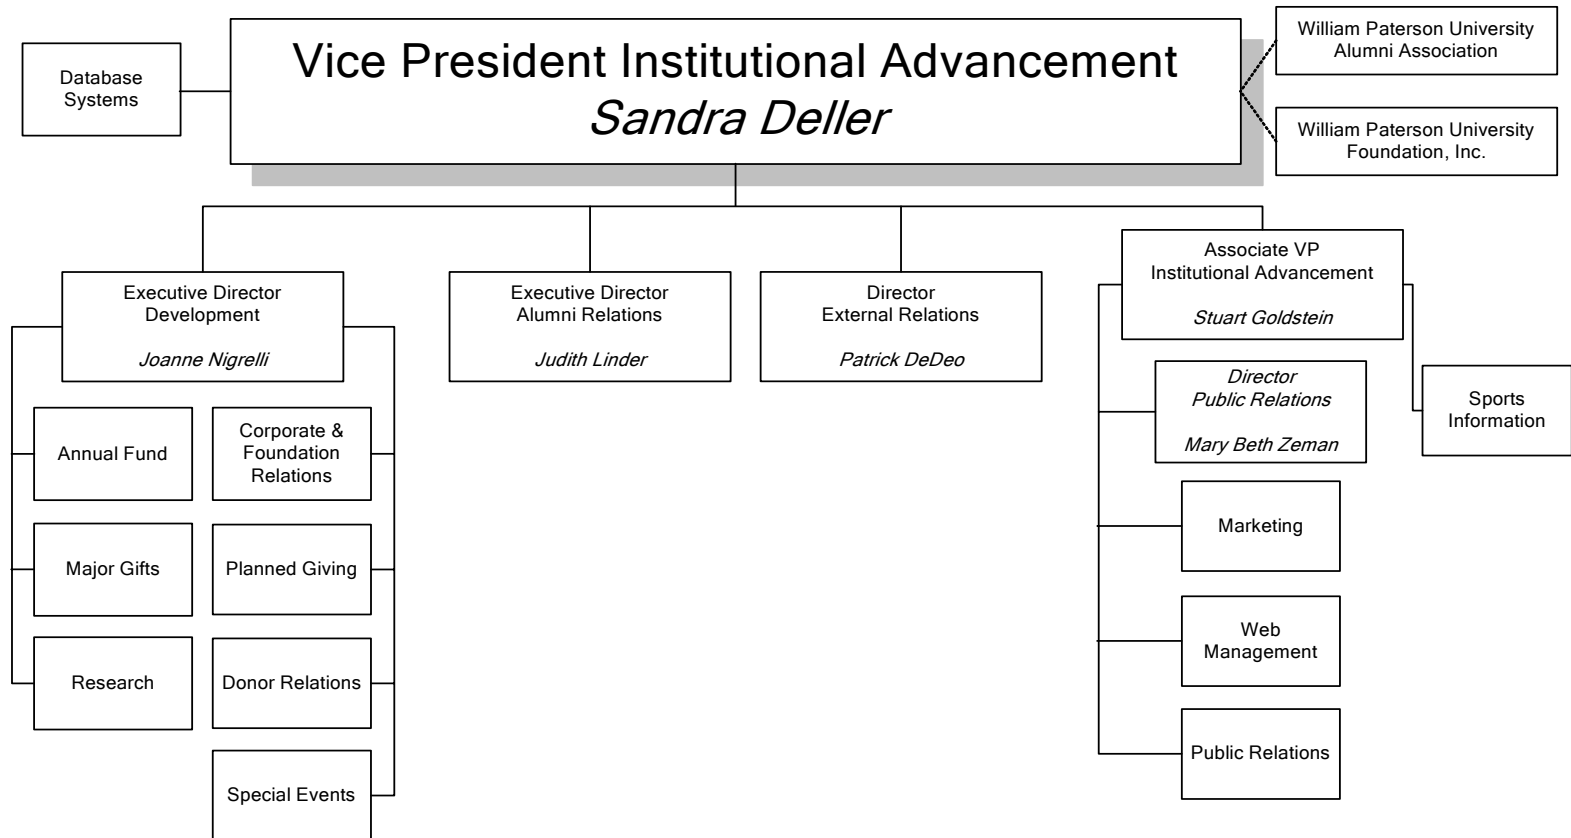 Database
Systems
Vice President Institutional Advancement
Sandra Deller
William Paterson University
Alumni Association
William Paterson University
Foundation, Inc.
Executive Director
Development
Joanne Nigrelli
Executive Director
Alumni Relations
Judith Linder
Director
External Relations
Patrick DeDeo
Associate VP
Institutional Advancement
Stuart Goldstein
Annual Fund
Corporate &
Foundation
Relations
Major Gifts
Planned Giving
Research
Donor Relations
Special Events
Director
Public Relations
Mary Beth Zeman
Sports
Information
Marketing
Web
Management
Public Relations